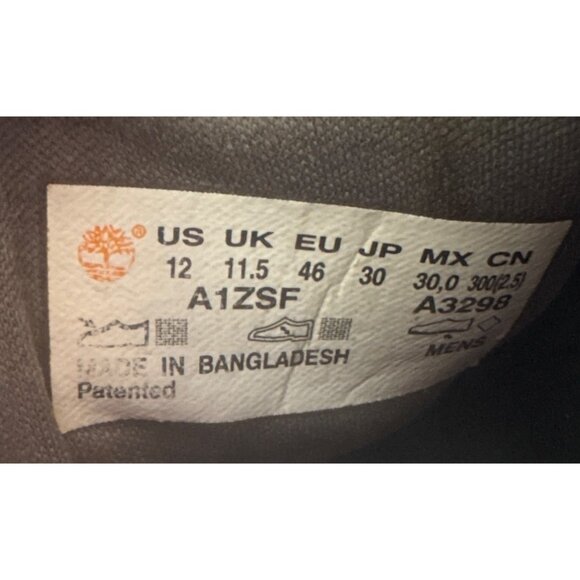 ® US UK EU JP MX CN
12 11.5 46 30 30,0 300(2.5)
A1ZSF A3298
MADE IN BANGLADESH MENS
Patented